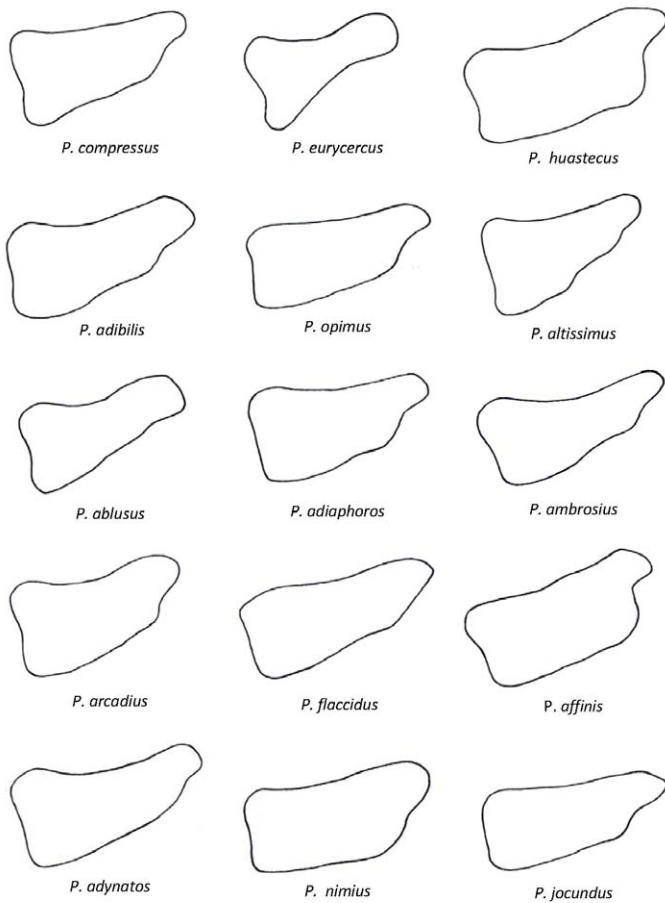 P. compressus
P. eurycercus
P. huastecus
P. adibilis
P. opimus
P. altissimus
P. ablusus
P. adiaphoros
P. ambrosius
P. arcadius
P. flaccidus
P. affinis
P. adynatos
P. nimius
P. jocundus